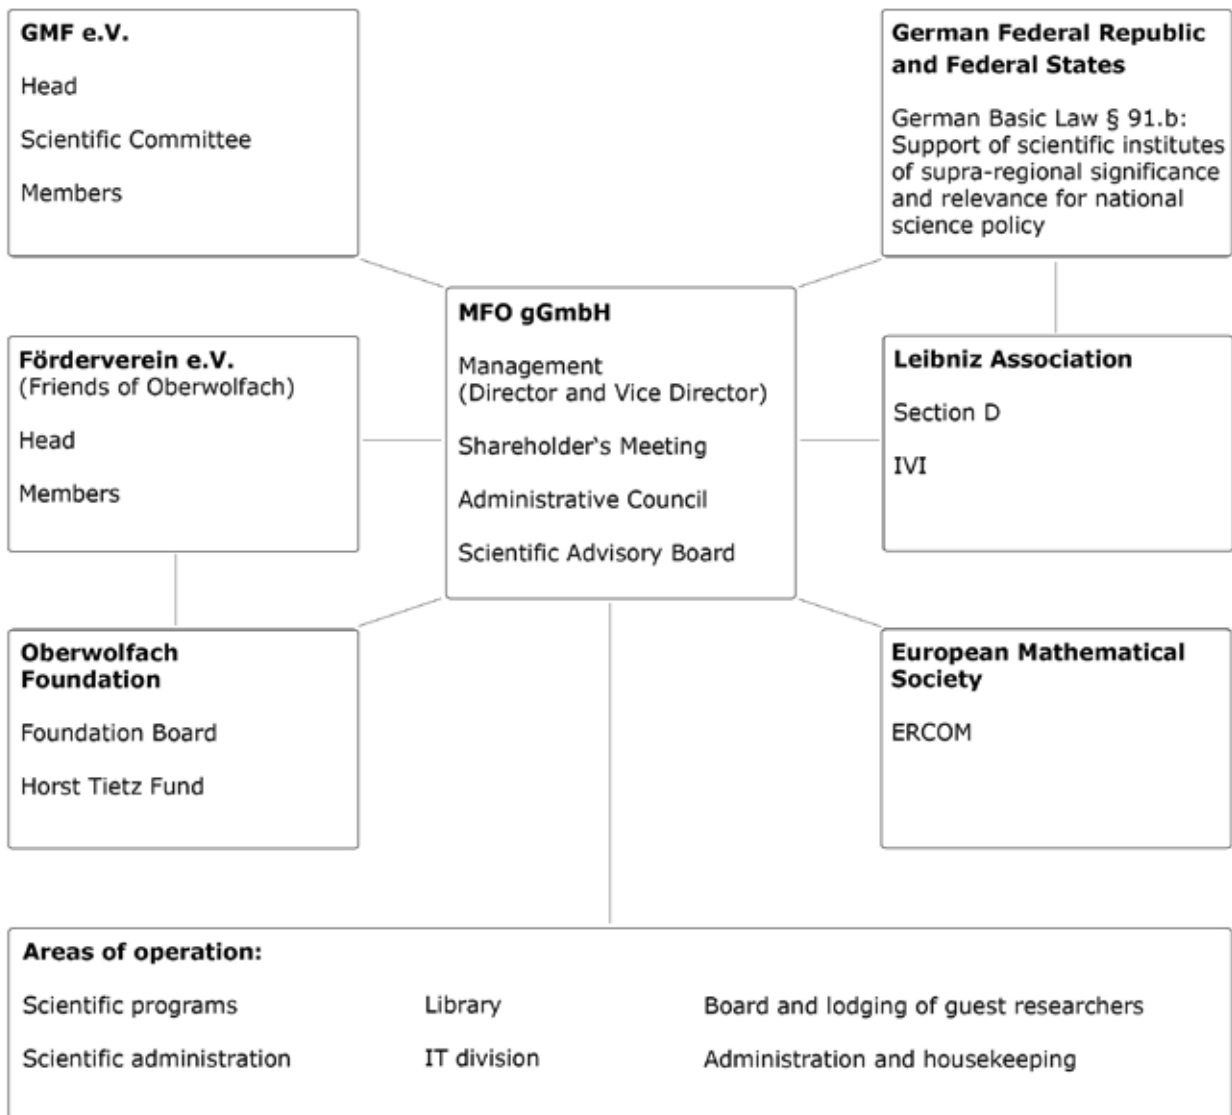 GMF e.V.
Head
Scientific Committee
Members
German Federal Republic
and Federal States
German Basic Law § 91.b:
Support of scientific institutes
of supra-regional significance
and relevance for national
science policy
MFO gGmbH
Management
(Director and Vice Director)
Shareholder‘s Meeting
Administrative Council
Scientific Advisory Board
Förderverein e.V.
(Friends of Oberwolfach)
Head
Members
Leibniz Association
Section D
IVI
Oberwolfach
Foundation
Foundation Board
Horst Tietz Fund
European Mathematical
Society
ERCOM
Areas of operation:
Scientific programs Library Board and lodging of guest researchers
Scientific administration IT division Administration and housekeeping